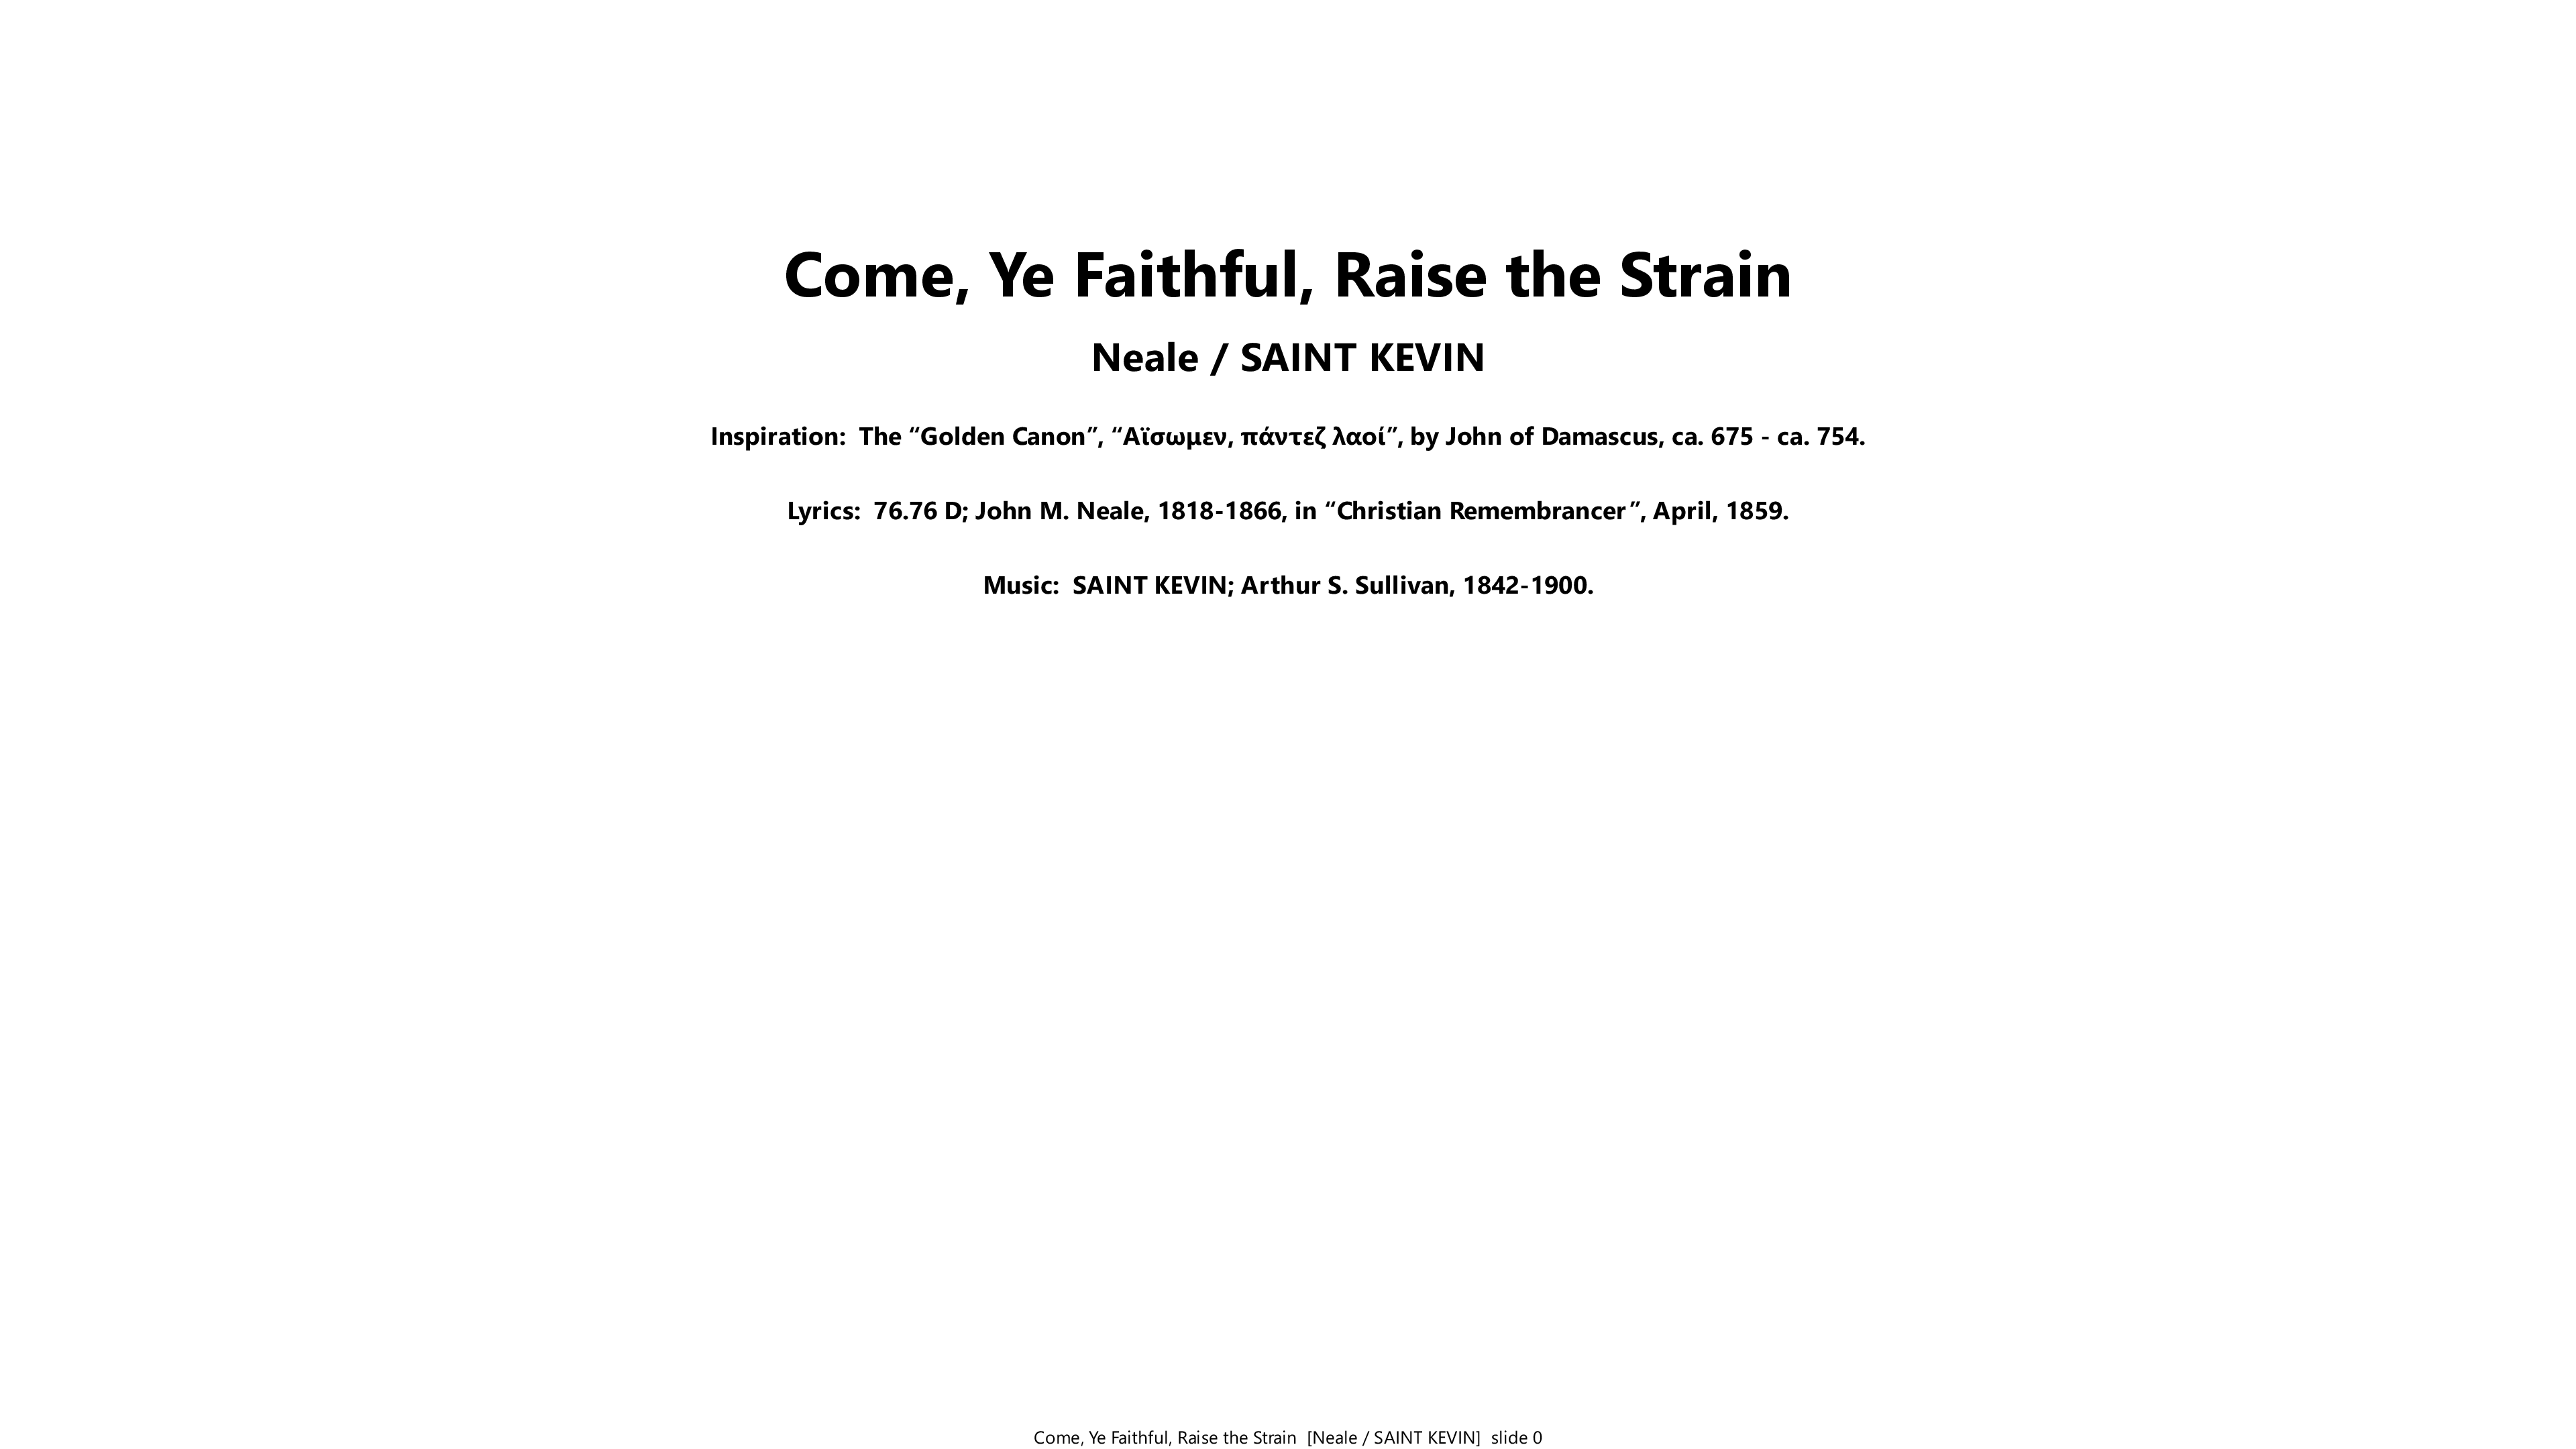 Come, Ye Faithful, Raise the Strain
Neale / SAINT KEVIN
Inspiration:  The “Golden Canon”, “Αϊσωμεν, πάντεζ λαοί”, by John of Damascus, ca. 675 - ca. 754.
Lyrics:  76.76 D; John M. Neale, 1818-1866, in “Christian Remembrancer”, April, 1859.
Music:  SAINT KEVIN; Arthur S. Sullivan, 1842-1900.
Come, Ye Faithful, Raise the Strain  [Neale / SAINT KEVIN]  slide 0